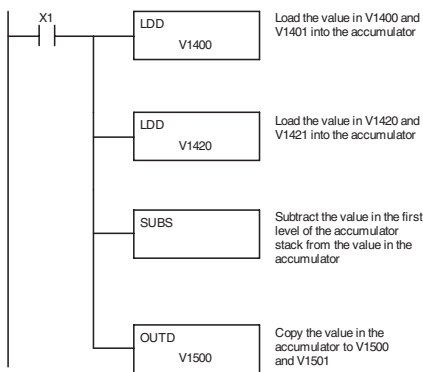 X1
LDD
V1400
Load the value in V1400 and
V1401 into the accumulator
LDD
V1420
Load the value in V1420 and
V1421 into the accumulator
SUBS
Subtract the value in the first
level of the accumulator
stack from the value in the
accumulator
OUTD
V1500
Copy the value in the
accumulator to V1500
and V1501